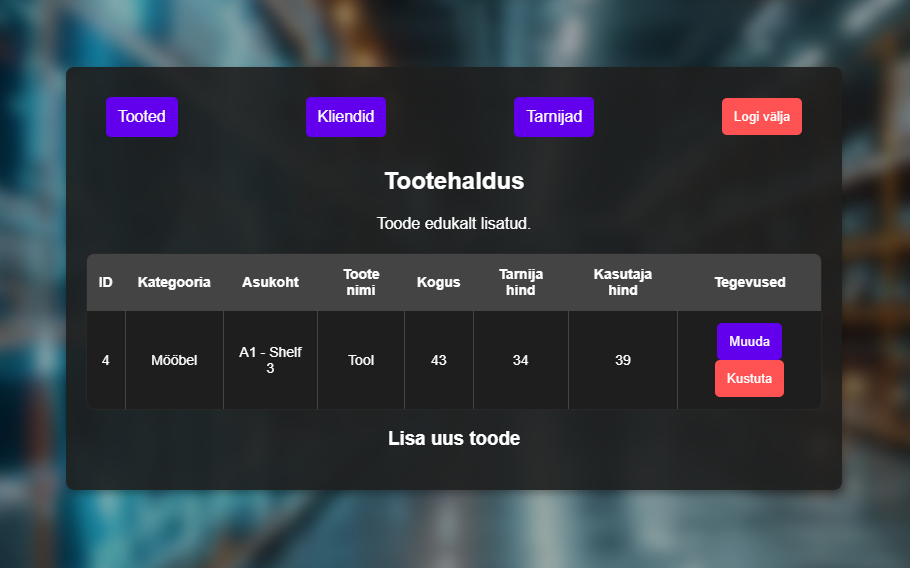 Tooted Kliendid Tarnijad Logi välja
Tootehaldus
Toode edukalt lisatud.
ID Kategooria Asukoht Toote nimi Kogus Tarnija hind Kasutaja hind Tegevused
4 Mööbel A1 - Shelf 3 Tool 43 34 39 Muuda
Kustuta
Lisa uus toode